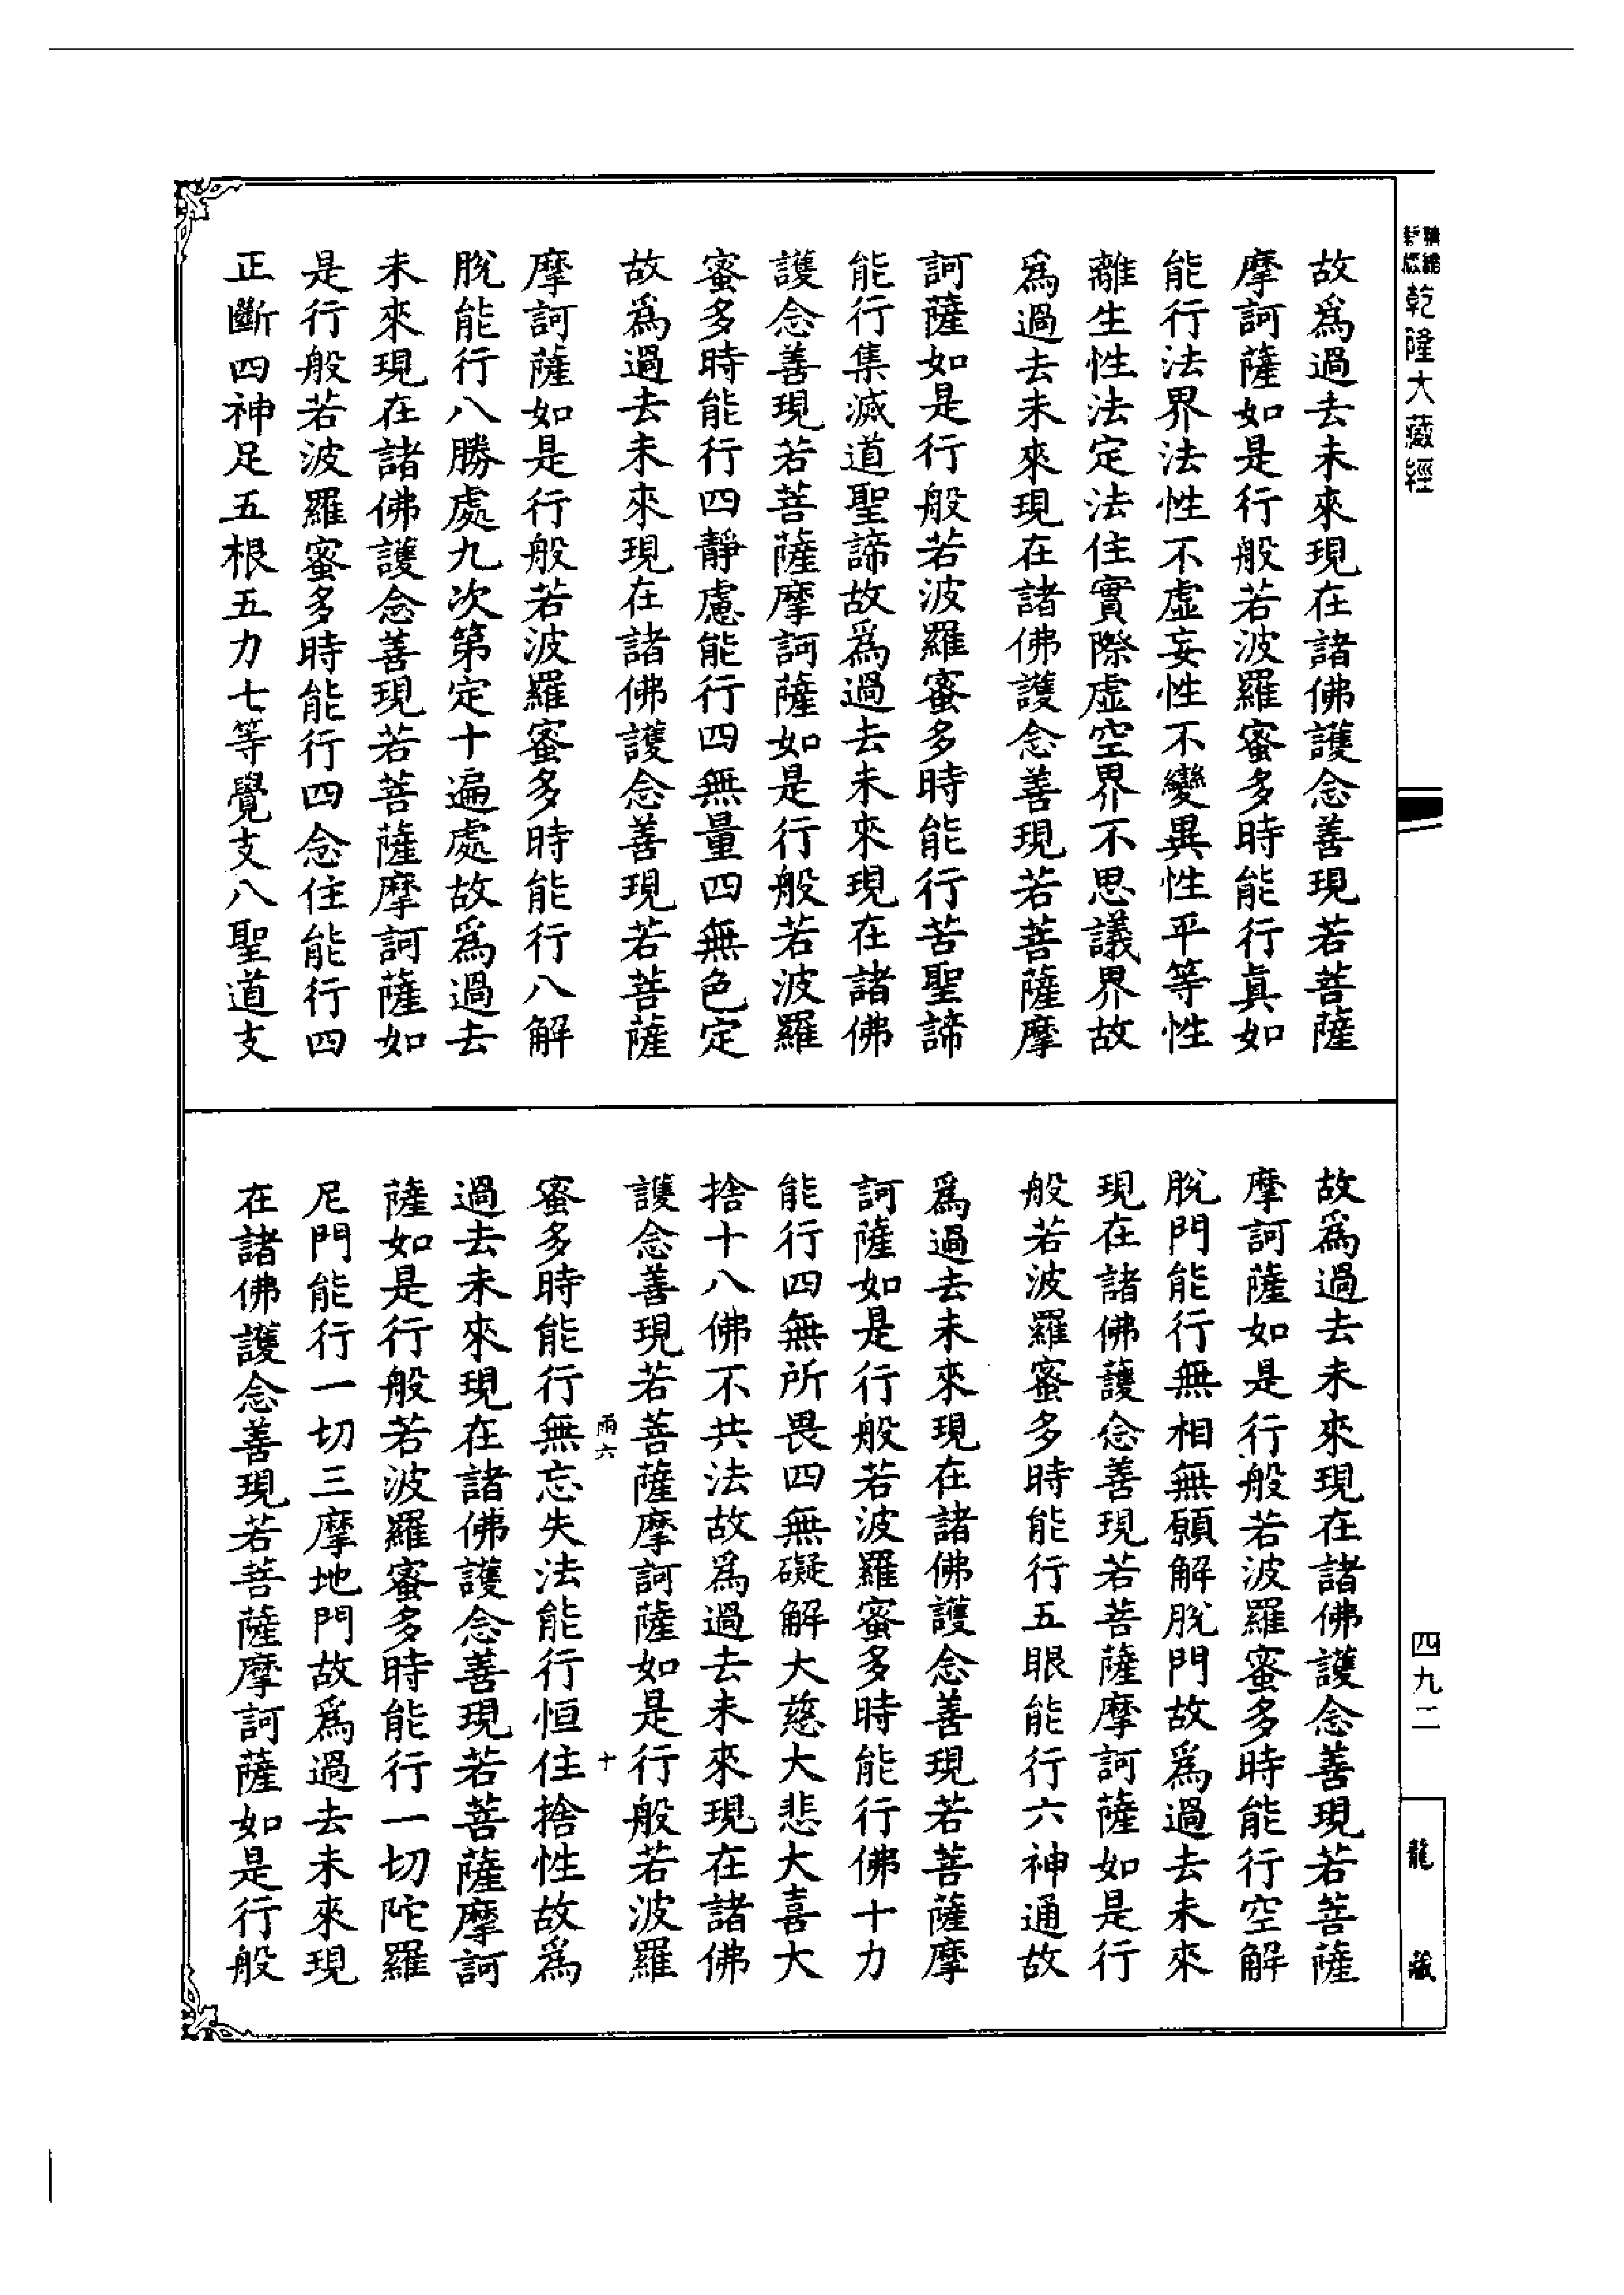 故爲過去未來現在諸佛護念善現若菩薩
摩訶薩如是行般若波羅蜜多時能行眞如
能行法界法性不虛妄性不變異性平等性
離生性法定法住實際虛空界不思議界故
爲過去未來現在諸佛護念善現若菩薩摩
訶薩如是行般若波羅蜜多時能行苦聖諦
能行集滅道聖諦故爲過去未來現在諸佛
護念善現若菩薩摩訶薩如是行般若波羅
蜜多時能行四靜慮能行四無量四無色定
故爲過去未來現在諸佛護念善現若菩薩
摩訶薩如是行般若波羅蜜多時能行八解
脫能行八勝處九次第定十遍處故爲過去
未來現在諸佛護念善現若菩薩摩訶薩如
是行般若波羅蜜多時能行四念住能行四
正斷四神足五根五力七等覺支八聖道支
故爲過去未來現在諸佛護念善現若菩薩
摩訶薩如是行般若波羅蜜多時能行空解
脫門能行無相無願解脫門故爲過去未來
現在諸佛護念善現若菩薩摩訶薩如是行
般若波羅蜜多時能行五眼能行六神通故
爲過去未來現在諸佛護念善現若菩薩摩
訶薩如是行般若波羅蜜多時能行佛十力
能行四無所畏四無礙解大慈大悲大喜大
捨十八佛不共法故爲過去未來現在諸佛
護念善現若菩薩摩訶薩如是行般若波羅
雨六 十
蜜多時能行無忘失法能行恒住捨性故爲
過去未來現在諸佛護念善現若菩薩摩訶
薩如是行般若波羅蜜多時能行一切陀羅
尼門能行一切三摩地門故爲過去未來現
在諸佛護念善現若菩薩摩訶薩如是行般
乾隆大藏經
四九二
龍藏